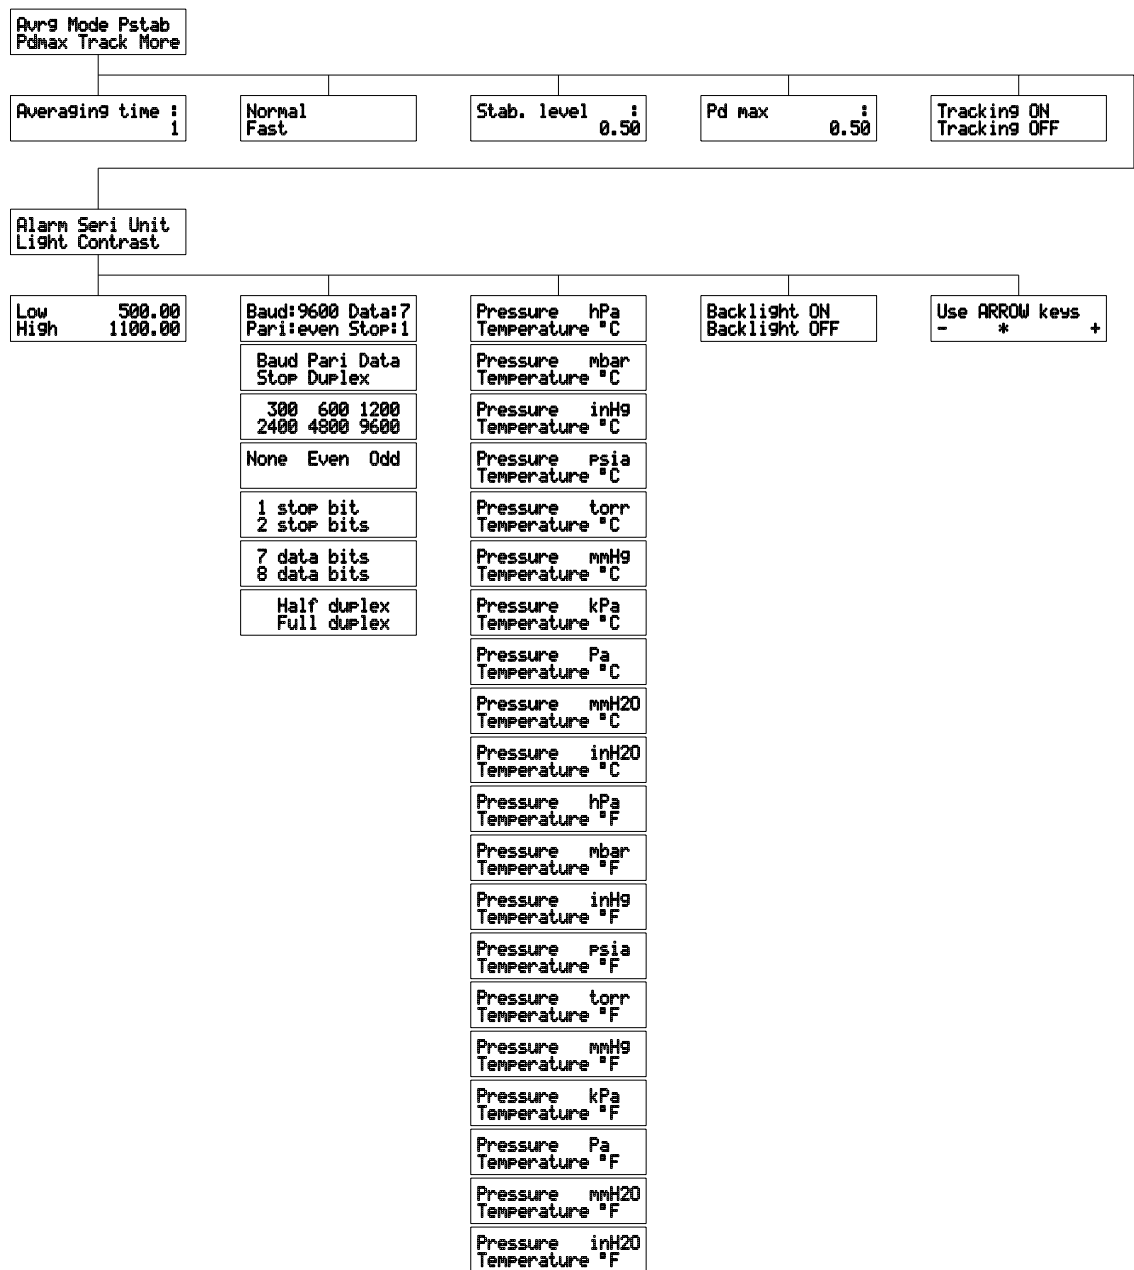 Avrg Mode Pstab
Pdmax Track More
Averaging time :
1
Normal
Fast
Stab. level :
0.50
Pd max :
0.50
Tracking ON
Tracking OFF
Alarm Seri Unit
Light Contrast
Low 500.00
High 1100.00
Baud:9600 Data:7
Pari:even Stop:1
Baud Pari Data
Stop Duplex
300 600 1200
2400 4800 9600
None Even Odd
1 stop bit
2 stop bits
7 data bits
8 data bits
Half duplex
Full duplex
Pressure hPa
Temperature °C
Pressure mbar
Temperature °C
Pressure inHg
Temperature °C
Pressure psia
Temperature °C
Pressure torr
Temperature °C
Pressure mmHg
Temperature °C
Pressure kPa
Temperature °C
Pressure Pa
Temperature °C
Pressure mmH2O
Temperature °C
Pressure inH2O
Temperature °C
Pressure hPa
Temperature °F
Pressure mbar
Temperature °F
Pressure inHg
Temperature °F
Pressure psia
Temperature °F
Pressure torr
Temperature °F
Pressure mmHg
Temperature °F
Pressure kPa
Temperature °F
Pressure Pa
Temperature °F
Pressure mmH2O
Temperature °F
Pressure inH2O
Temperature °F
Backlight ON
Backlight OFF
Use ARROW keys
- * +